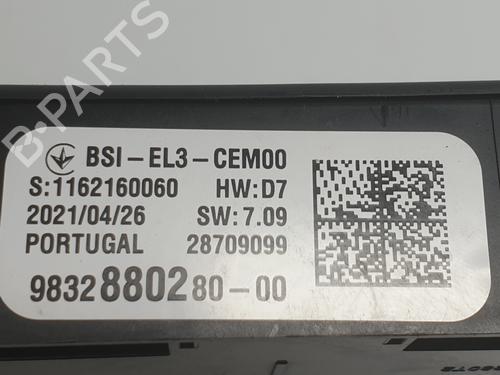 BSI-EL3-CEM00
S:1162160060 HW:D7
2021/04/26 SW:7.09
PORTUGAL 28709099
9832880280-00
B-PARTS